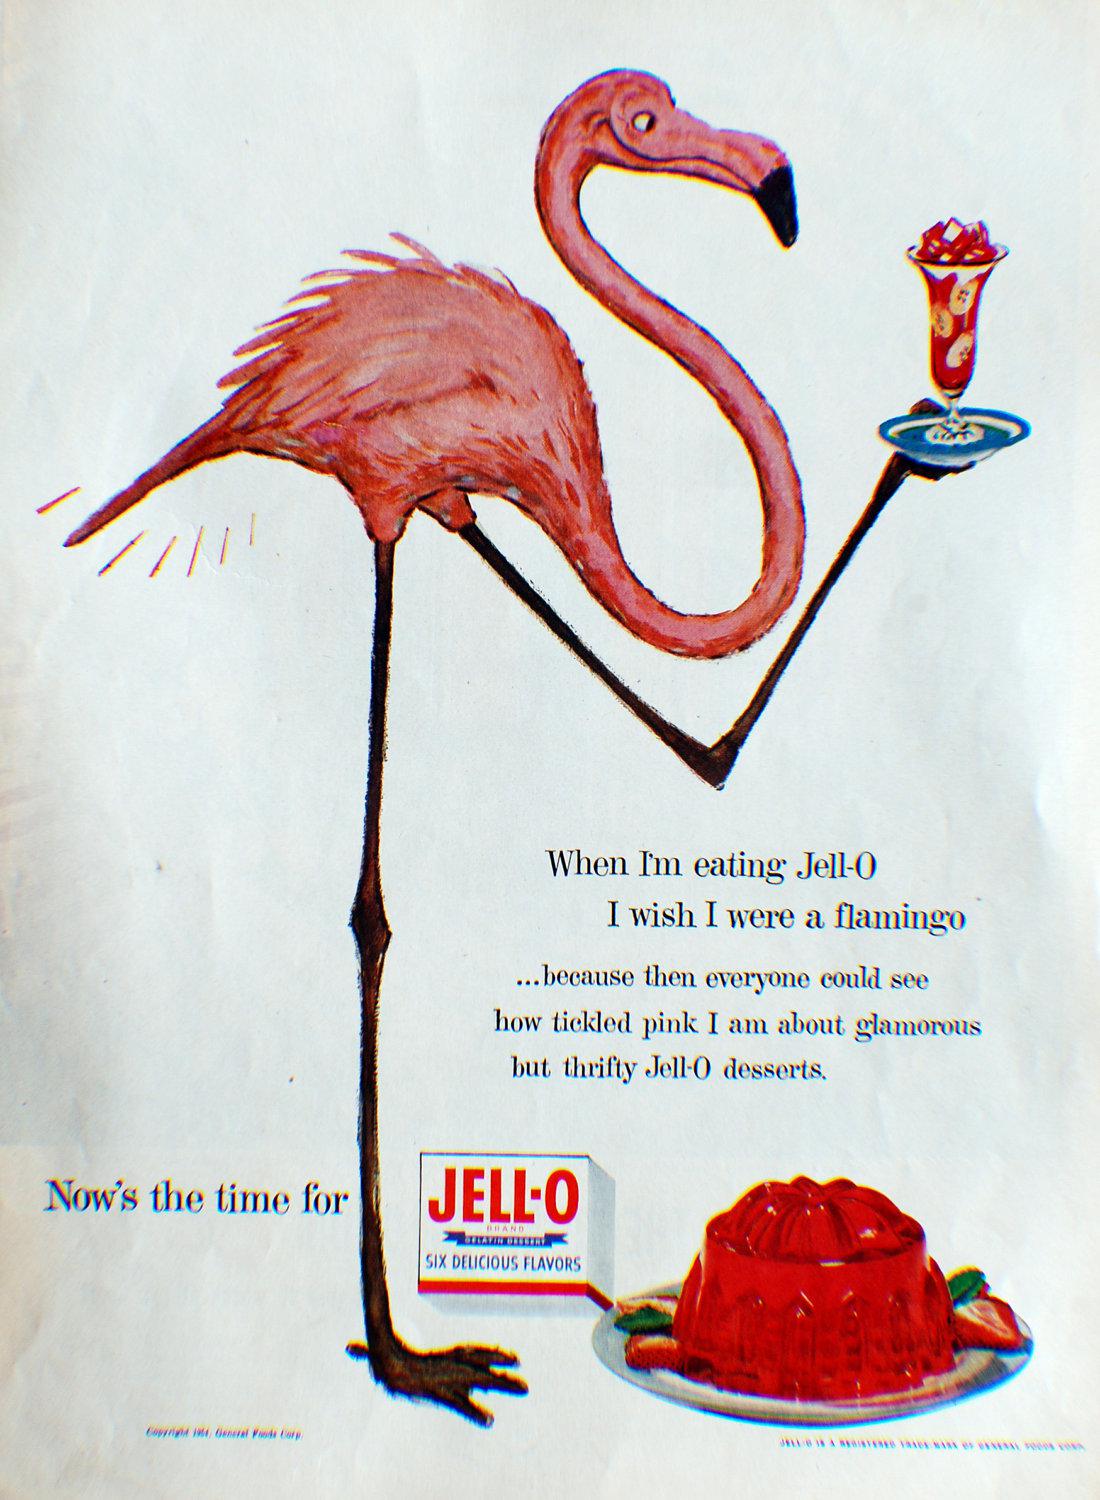 When I'm eating Jell-O
I wish I were a flamingo
...because then everyone could see
how tickled pink I am about glamorous
but thrifty Jell-O desserts.
Now's the time for
JELL-O
BRAND
GELATIN DESSERT
SIX DELICIOUS FLAVORS
Copyright 1954, General Foods Corp.
JELL-O IS A REGISTERED TRADE-MARK OF GENERAL FOODS CORP.